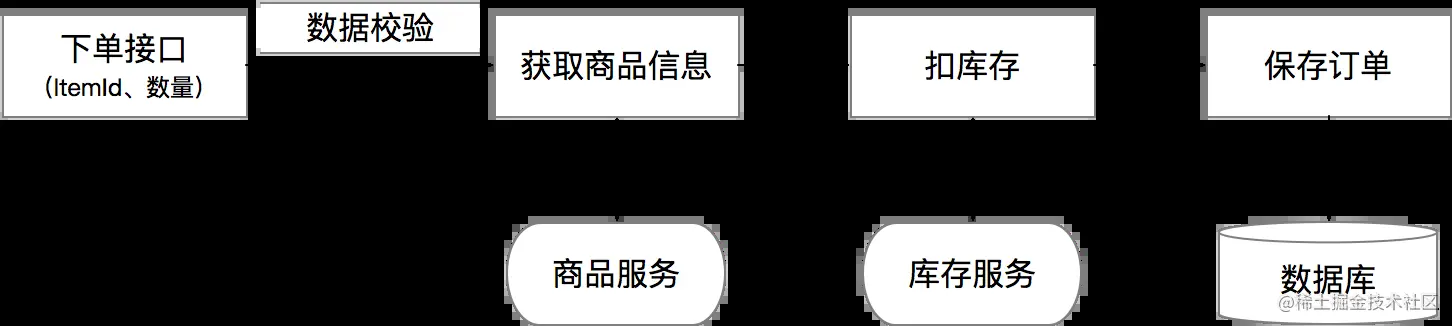 下单接口
（ItemId、数量）
数据校验
获取商品信息
扣库存
保存订单
商品服务
库存服务
数据库
@稀土掘金技术社区